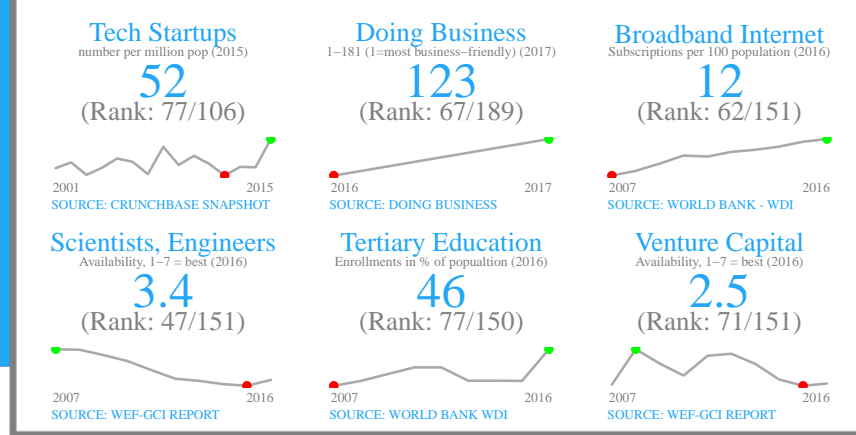 Tech Startups
number per million pop (2015)
52
(Rank: 77/106)
2001 2015
SOURCE: CRUNCHBASE SNAPSHOT
Doing Business
1−181 (1=most business−friendly) (2017)
123
(Rank: 67/189)
2016 2017
SOURCE: DOING BUSINESS
Broadband Internet
Subscriptions per 100 population (2016)
12
(Rank: 62/151)
2007 2016
SOURCE: WORLD BANK - WDI
Scientists, Engineers
Availability, 1−7 = best (2016)
3.4
(Rank: 47/151)
2007 2016
SOURCE: WEF-GCI REPORT
Tertiary Education
Enrollments in % of popualtion (2016)
46
(Rank: 77/150)
2007 2016
SOURCE: WORLD BANK WDI
Venture Capital
Availability, 1−7 = best (2016)
2.5
(Rank: 71/151)
2007 2016
SOURCE: WEF-GCI REPORT